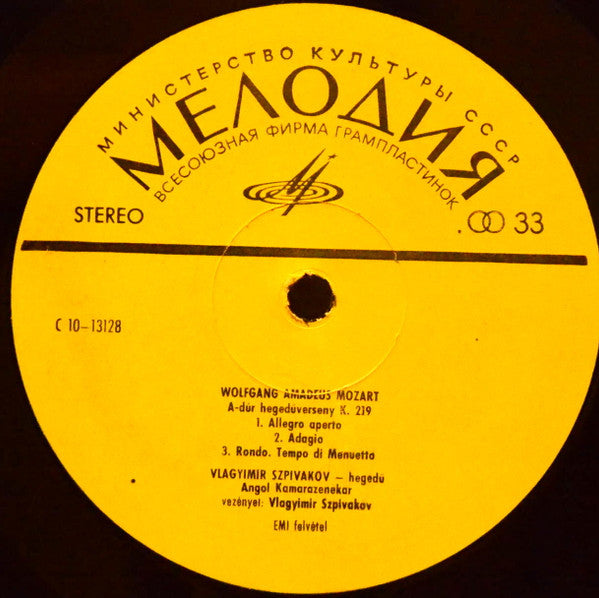 МИНИСТЕРСТВО КУЛЬТУРЫ СССР
МЕЛОДИЯ
ВСЕСОЮЗНАЯ ФИРМА ГРАМПЛАСТИНОК
STEREO
33
C 10–13128
WOLFGANG AMADEUS MOZART
A-dúr hegedűverseny K. 219
1. Allegro aperto
2. Adagio
3. Rondo. Tempo di Menuetto
VLAGYIMIR SZPIVAKOV – hegedű
Angol Kamarazenekar
vezényel: Vlagyimir Szpivakov
EMI felvétel